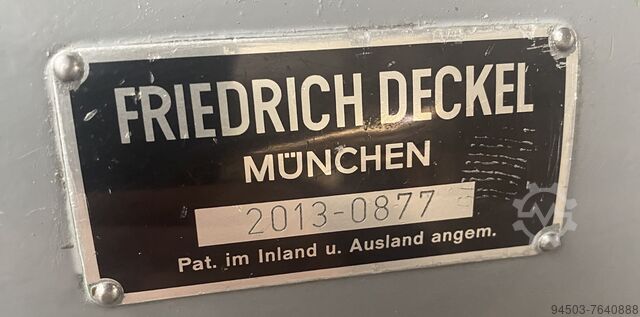 FRIEDRICH DECKEL
MÜNCHEN
2013-0877
Pat. im Inland u. Ausland angem.
94503-7640888